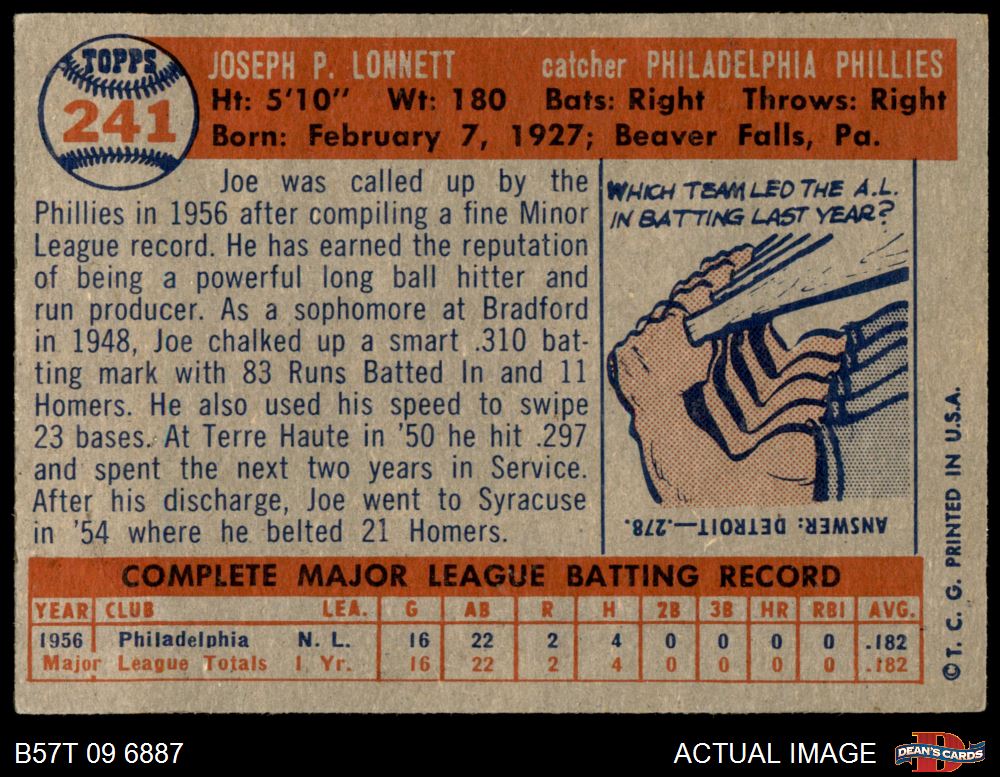 TOPPS
241
JOSEPH P. LONNETT catcher PHILADELPHIA PHILLIES
Ht: 5'10" Wt: 180 Bats: Right Throws: Right
Born: February 7, 1927; Beaver Falls, Pa.
Joe was called up by the
Phillies in 1956 after compiling a fine Minor
League record. He has earned the reputation
of being a powerful long ball hitter and
run producer. As a sophomore at Bradford
in 1948, Joe chalked up a smart .310 bat-
ting mark with 83 Runs Batted In and 11
Homers. He also used his speed to swipe
23 bases. At Terre Haute in '50 he hit .297
and spent the next two years in Service.
After his discharge, Joe went to Syracuse
in '54 where he belted 21 Homers.
WHICH TEAM LED THE A.L.
IN BATTING LAST YEAR?
ANSWER: DETROIT—.278.
COMPLETE MAJOR LEAGUE BATTING RECORD
YEAR CLUB LEA. G AB R H 2B 3B HR RBI AVG.
1956 Philadelphia N. L. 16 22 2 4 0 0 0 0 .182
Major League Totals 1 Yr. 16 22 2 4 0 0 0 0 .182
© T. C. G. PRINTED IN U.S.A.
B57T 09 6887
ACTUAL IMAGE
DEAN'S CARDS